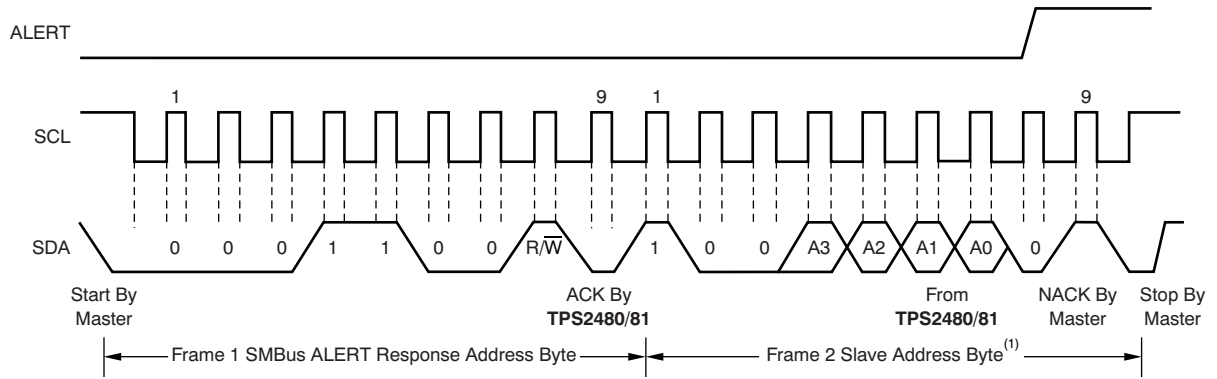 ALERT
1 9 1 9
SCL
SDA
0 0 0 1 1 0 0 R/W 1 0 0 A3 A2 A1 A0 0
Start By
Master
ACK By
TPS2480/81
From
TPS2480/81
NACK By
Master
Stop By
Master
Frame 1 SMBus ALERT Response Address Byte
Frame 2 Slave Address Byte(1)